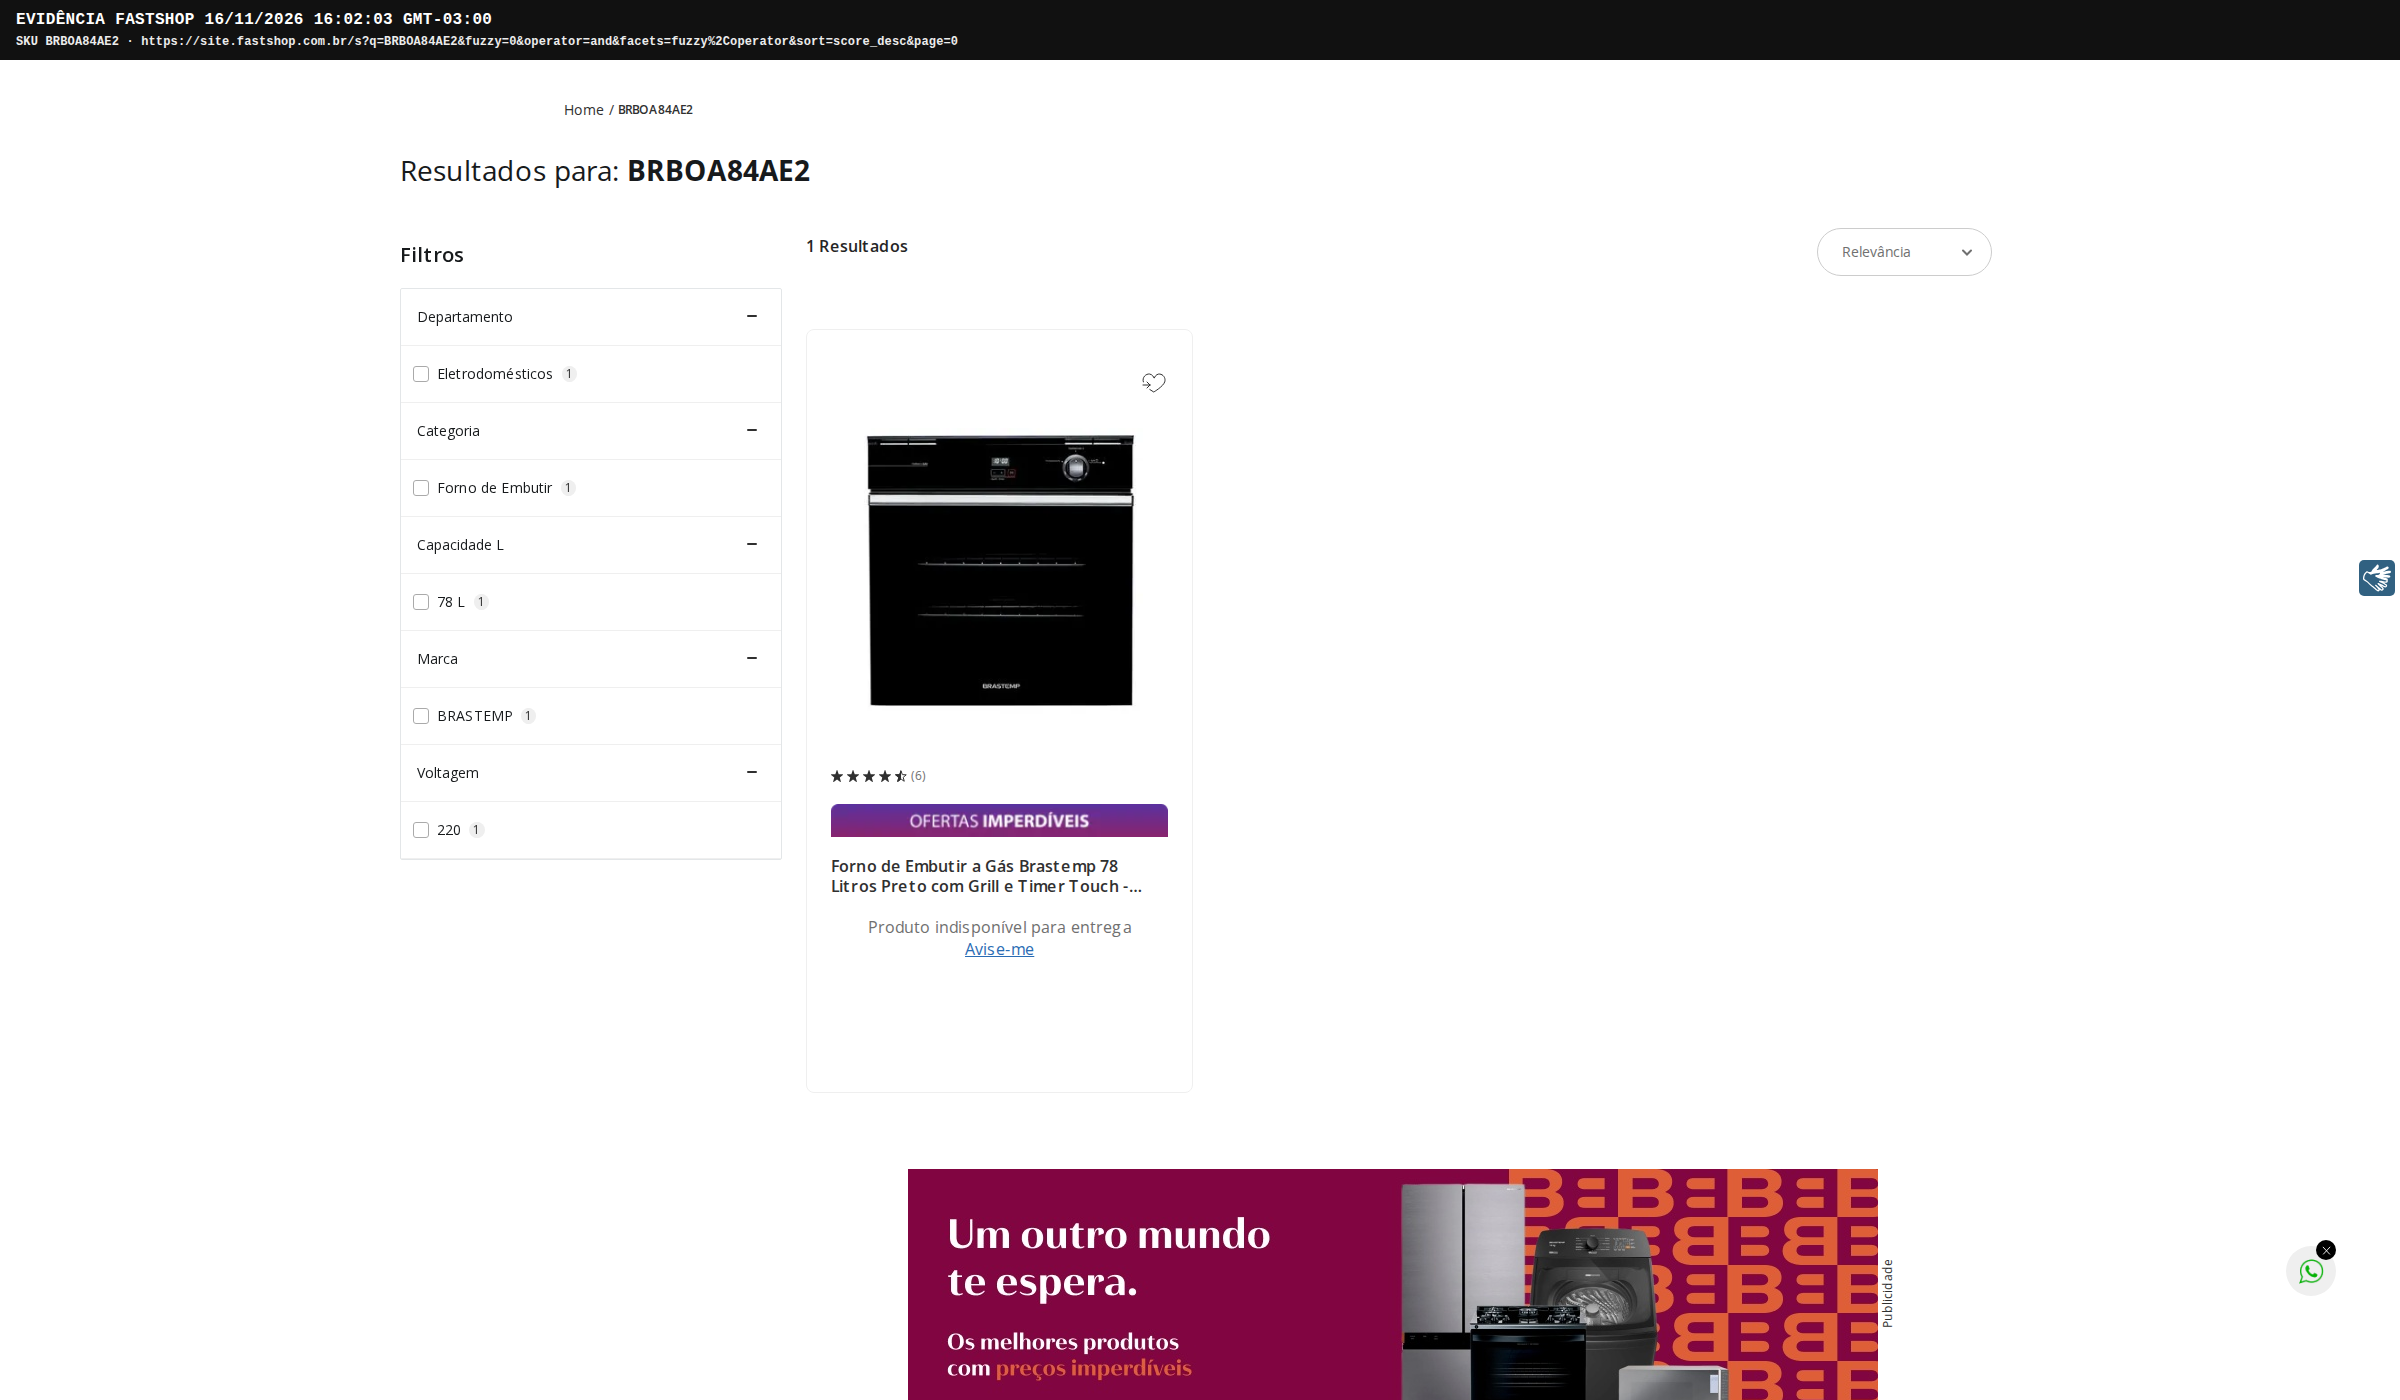 EVIDÊNCIA FASTSHOP 16/11/2026 16:02:03 GMT-03:00
SKU BRBOA84AE2 · https://site.fastshop.com.br/s?q=BRBOA84AE2&fuzzy=0&operator=and&facets=fuzzy%2Coperator&sort=score_desc&page=0
Home / BRBOA84AE2
Resultados para: BRBOA84AE2
Filtros
1 Resultados
Relevância
Departamento
Eletrodomésticos 1
Categoria
Forno de Embutir 1
Capacidade L
78 L 1
Marca
BRASTEMP 1
Voltagem
220 1
BRASTEMP
(6)
OFERTAS IMPERDÍVEIS
Forno de Embutir a Gás Brastemp 78
Litros Preto com Grill e Timer Touch -...
Produto indisponível para entrega
Avise-me
Um outro mundo
te espera.
Os melhores produtos
com preços imperdíveis
Publicidade